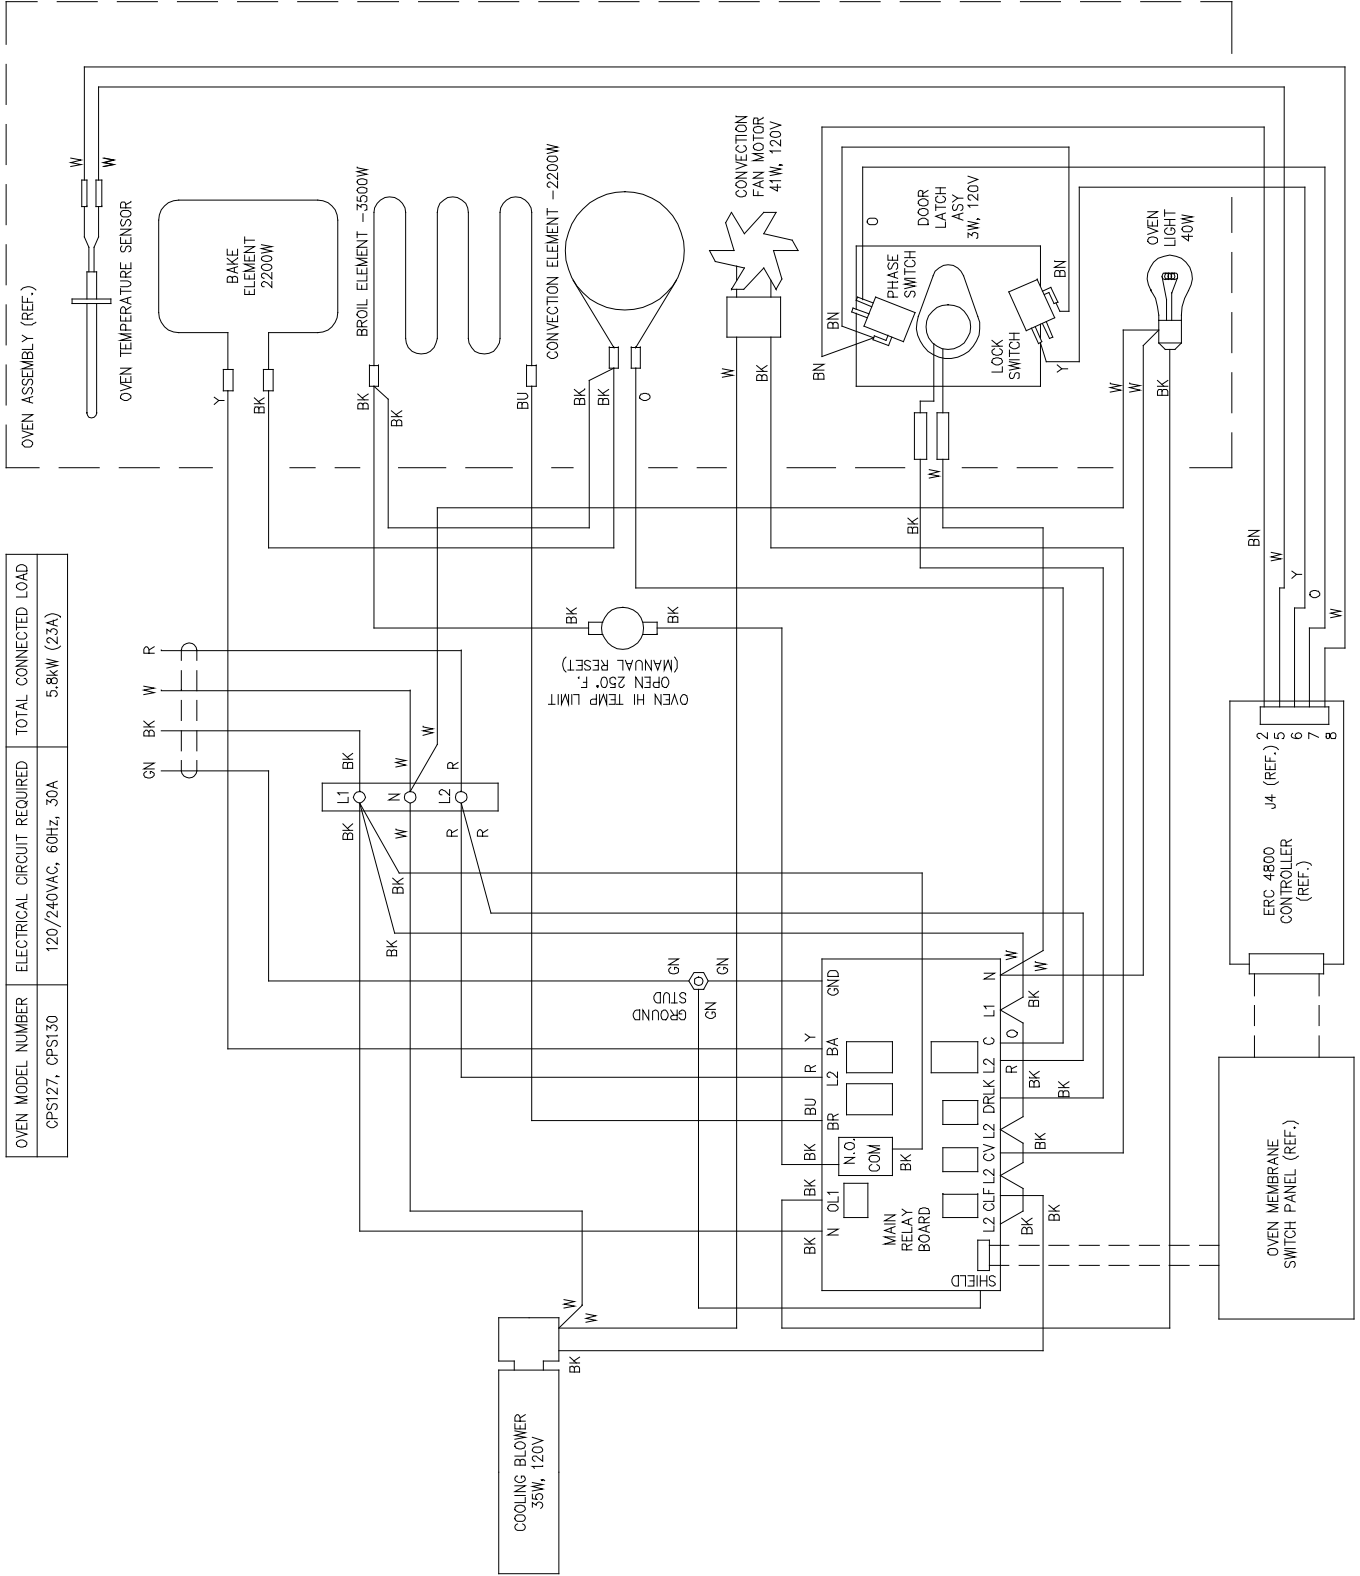 OVEN MODEL NUMBER
ELECTRICAL CIRCUIT REQUIRED
TOTAL CONNECTED LOAD
CPS127, CPS130
120/240VAC, 60Hz, 30A
5.8kW (23A)
OVEN ASSEMBLY (REF.)
W
W
OVEN TEMPERATURE SENSOR
BAKE
ELEMENT
2200W
Y
BK
BROIL ELEMENT -3500W
BK
BK
BU
CONVECTION ELEMENT -2200W
BK
BK
O
CONVECTION
FAN MOTOR
41W, 120V
W
BK
DOOR
LATCH
ASY
3W, 120V
O
PHASE
SWITCH
BN
BN
LOCK
SWITCH
BN
Y
W
BK
OVEN
LIGHT
40W
W
W
BK
GN
BK
W
R
BK
W
R
W
L1
N
L2
BK
W
R
R
BK
BK
BK
BK
OVEN HI TEMP LIMIT
OPEN 250°F.
(MANUAL RESET)
GN
GN
GN
GROUND
STUD
BN
W
Y
O
W
2
5
6
7
8
J4 (REF.)
ERC 4800
CONTROLLER
(REF.)
OVEN MEMBRANE
SWITCH PANEL (REF.)
BK
BK
BK
BU
R
Y
N
OL1
N.O.
COM
BR
L2
BA
GND
BK
MAIN
RELAY
BOARD
SHIELD
L2
CLF
L2
CV
L2
DRLK
L2
C
L1
N
BK
BK
BK
BK
BK
R
O
BK
W
W
W
W
BK
COOLING BLOWER
35W, 120V